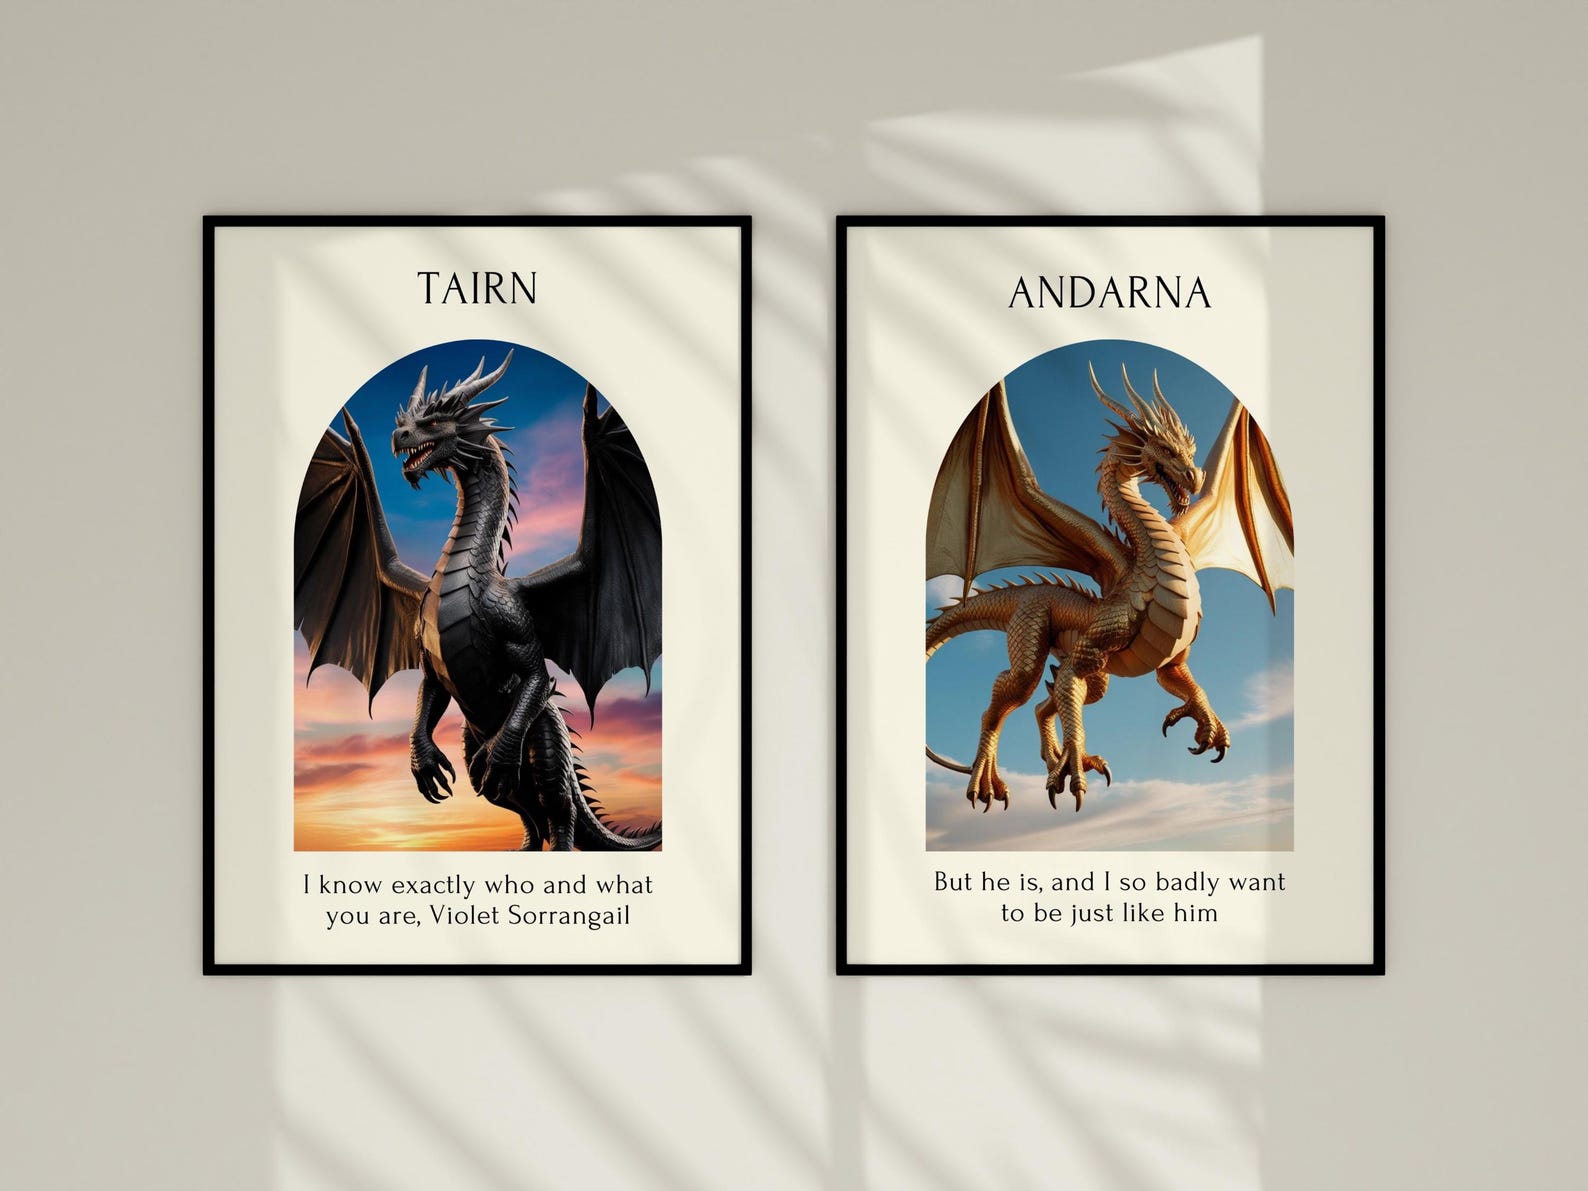 TAIRN
I know exactly who and what
you are, Violet Sorrangail
ANDARNA
But he is, and I so badly want
to be just like him